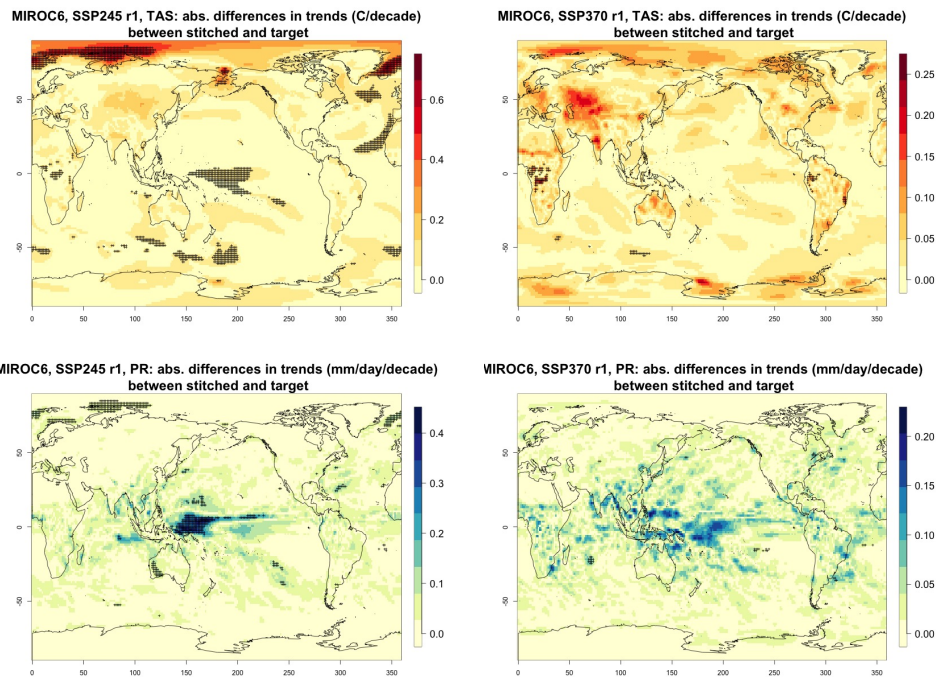 MIROC6, SSP245 r1, TAS: abs. differences in trends (C/decade)
between stitched and target
50
0
-50
0 50 100 150 200 250 300 350
0.6
0.4
0.2
0.0
MIROC6, SSP370 r1, TAS: abs. differences in trends (C/decade)
between stitched and target
50
0
-50
0 50 100 150 200 250 300 350
0.25
0.20
0.15
0.10
0.05
0.00
MIROC6, SSP245 r1, PR: abs. differences in trends (mm/day/decade)
between stitched and target
50
0
-50
0 50 100 150 200 250 300 350
0.4
0.3
0.2
0.1
0.0
MIROC6, SSP370 r1, PR: abs. differences in trends (mm/day/decade)
between stitched and target
50
0
-50
0 50 100 150 200 250 300 350
0.20
0.15
0.10
0.05
0.00